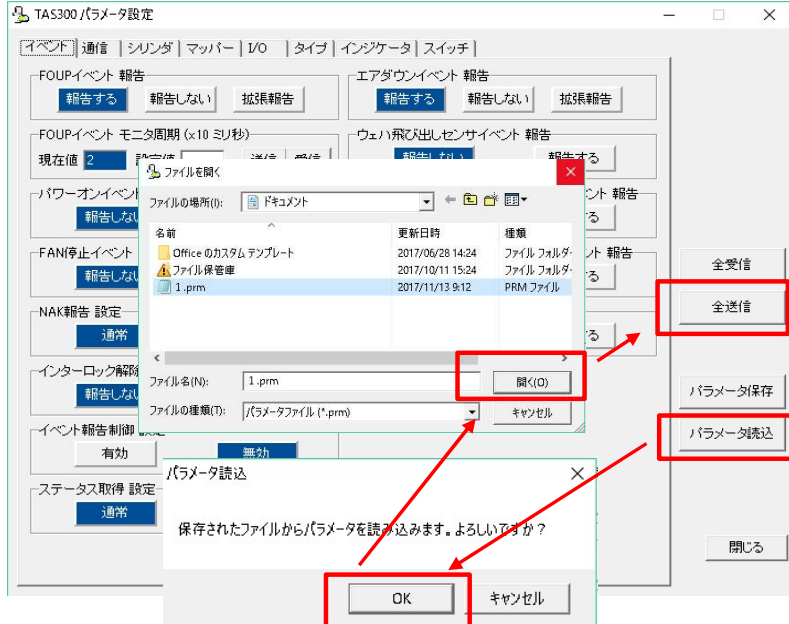 TAS300 パラメータ設定
イベント 通信 シリンダ マッパー I/O タイプ インジケータ スイッチ
FOUPイベント 報告
報告する 報告しない 拡張報告
エアダウンイベント 報告
報告する 報告しない 拡張報告
FOUPイベント モニタ周期 (x10 ミリ秒)
現在値 2
ウェハ飛び出しセンサイベント 報告
報告しない 報告する
パワーオンイベント
報告しない
FAN停止イベント
報告しない
NAK報告 設定
通常
インターロック解除
報告しない
イベント報告制御 設定
有効 無効
ステータス取得 設定
通常
ファイルを開く
ファイルの場所(I): ドキュメント
名前 更新日時 種類
Office のカスタム テンプレート 2017/06/28 14:24 ファイル フォルダ
ファイル保管庫 2017/10/11 15:24 ファイル フォルダ
1.prm 2017/11/13 9:12 PRM ファイル
ファイル名(N): 1.prm 開く(O)
ファイルの種類(T): パラメータファイル (*.prm) キャンセル
全受信
全送信
パラメータ保存
パラメータ読込
閉じる
パラメータ読込
保存されたファイルからパラメータを読み込みます。よろしいですか？
OK キャンセル